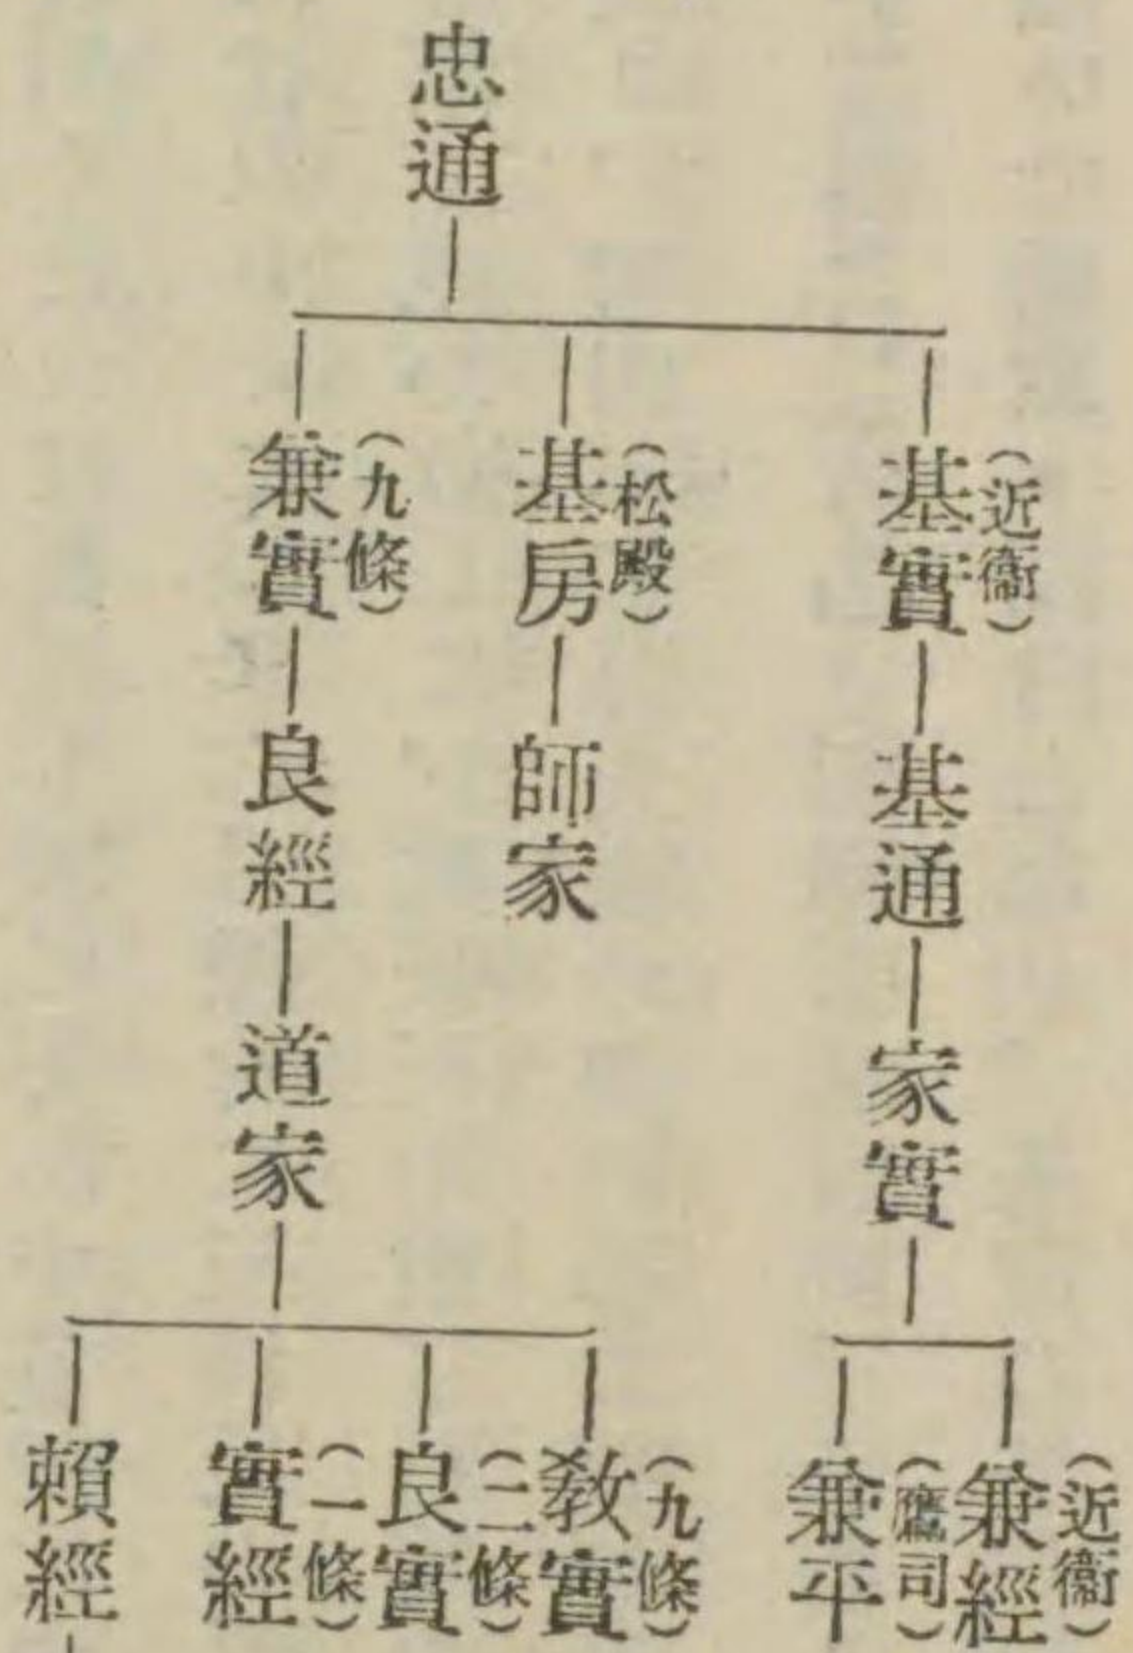 忠通
(近衞)
基實
基通
家實
(近衞)
兼經
(鷹司)
兼平
(松殿)
基房
師家
(九條)
兼實
良經
道家
(九條)
敎實
(二條)
良實
(一條)
實經
賴經